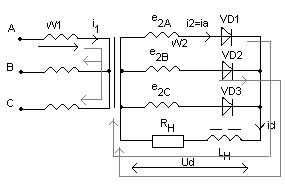 A W1 i1 e2A i2=ia VD1
W2
B e2B VD2
C e2C VD3
RH LH id
Ud